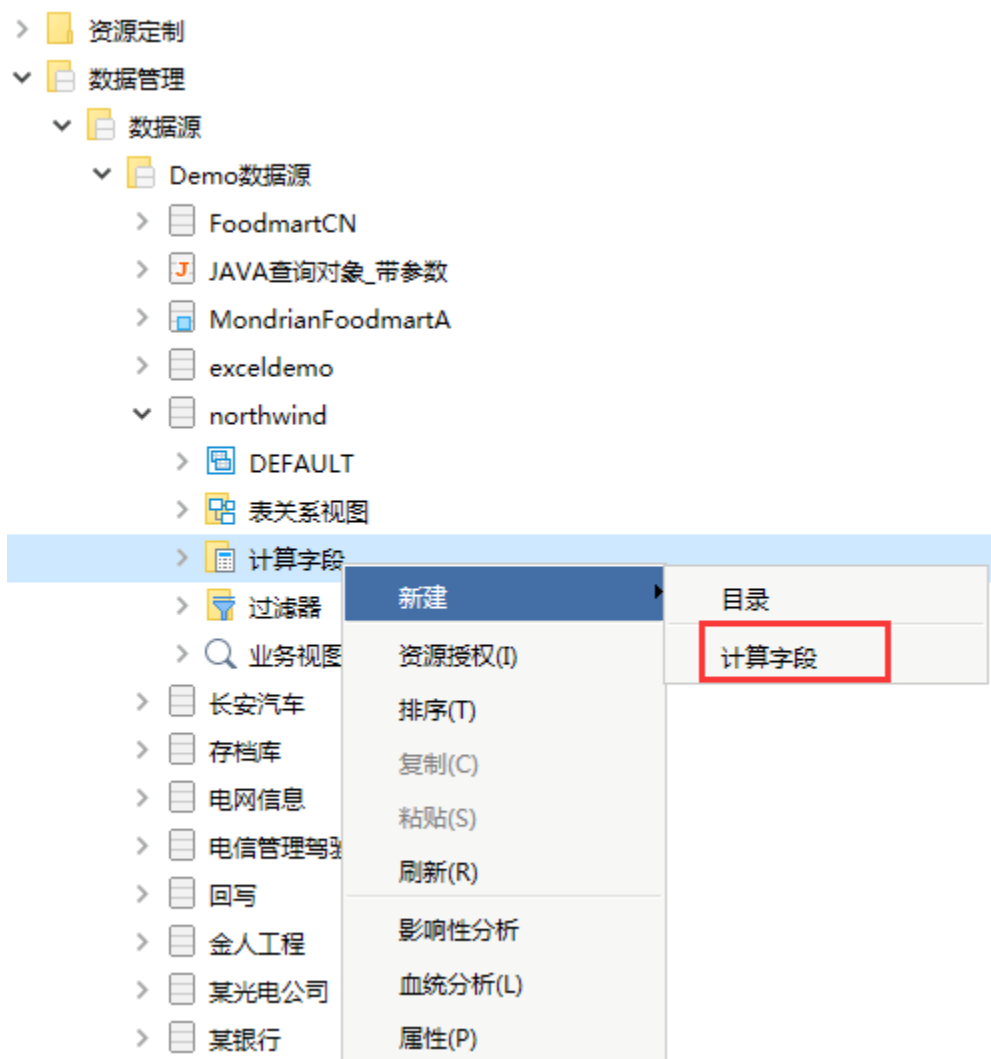 资源定制
数据管理
数据源
Demo数据源
FoodmartCN
JAVA查询对象_带参数
MondrianFoodmartA
exceldemo
northwind
DEFAULT
表关系视图
计算字段
过滤器
业务视图
长安汽车
存档库
电网信息
电信管理驾驶
回写
金人工程
某光电公司
某银行
新建
资源授权(I)
排序(T)
复制(C)
粘贴(S)
刷新(R)
影响性分析
血统分析(L)
属性(P)
目录
计算字段